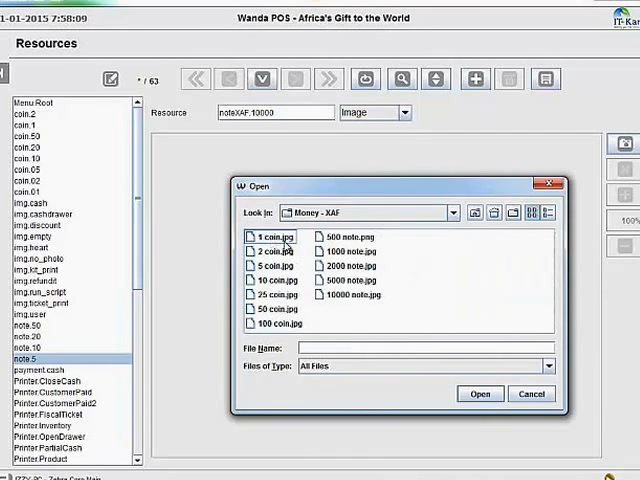 1-01-2015 7:58:09
Wanda POS - Africa's Gift to the World
IT-Kam
Resources
* / 63
Resource
noteXAF.10000
Image
Menu.Root
coin.2
coin.1
coin.50
coin.20
coin.10
coin.05
coin.02
coin.01
img.cash
img.cashdrawer
img.discount
img.empty
img.heart
img.no_photo
img.kit_print
img.refundit
img.run_script
img.ticket_print
img.user
note.50
note.20
note.10
note.5
payment.cash
Printer.CloseCash
Printer.CustomerPaid
Printer.CustomerPaid2
Printer.FiscalTicket
Printer.Inventory
Printer.OpenDrawer
Printer.PartialCash
Printer.Product
100%
Open
Look In:
Money - XAF
1 coin.jpg
2 coin.jpg
5 coin.jpg
10 coin.jpg
25 coin.jpg
50 coin.jpg
100 coin.jpg
500 note.png
1000 note.jpg
2000 note.jpg
5000 note.jpg
10000 note.jpg
File Name:
Files of Type:
All Files
Open
Cancel